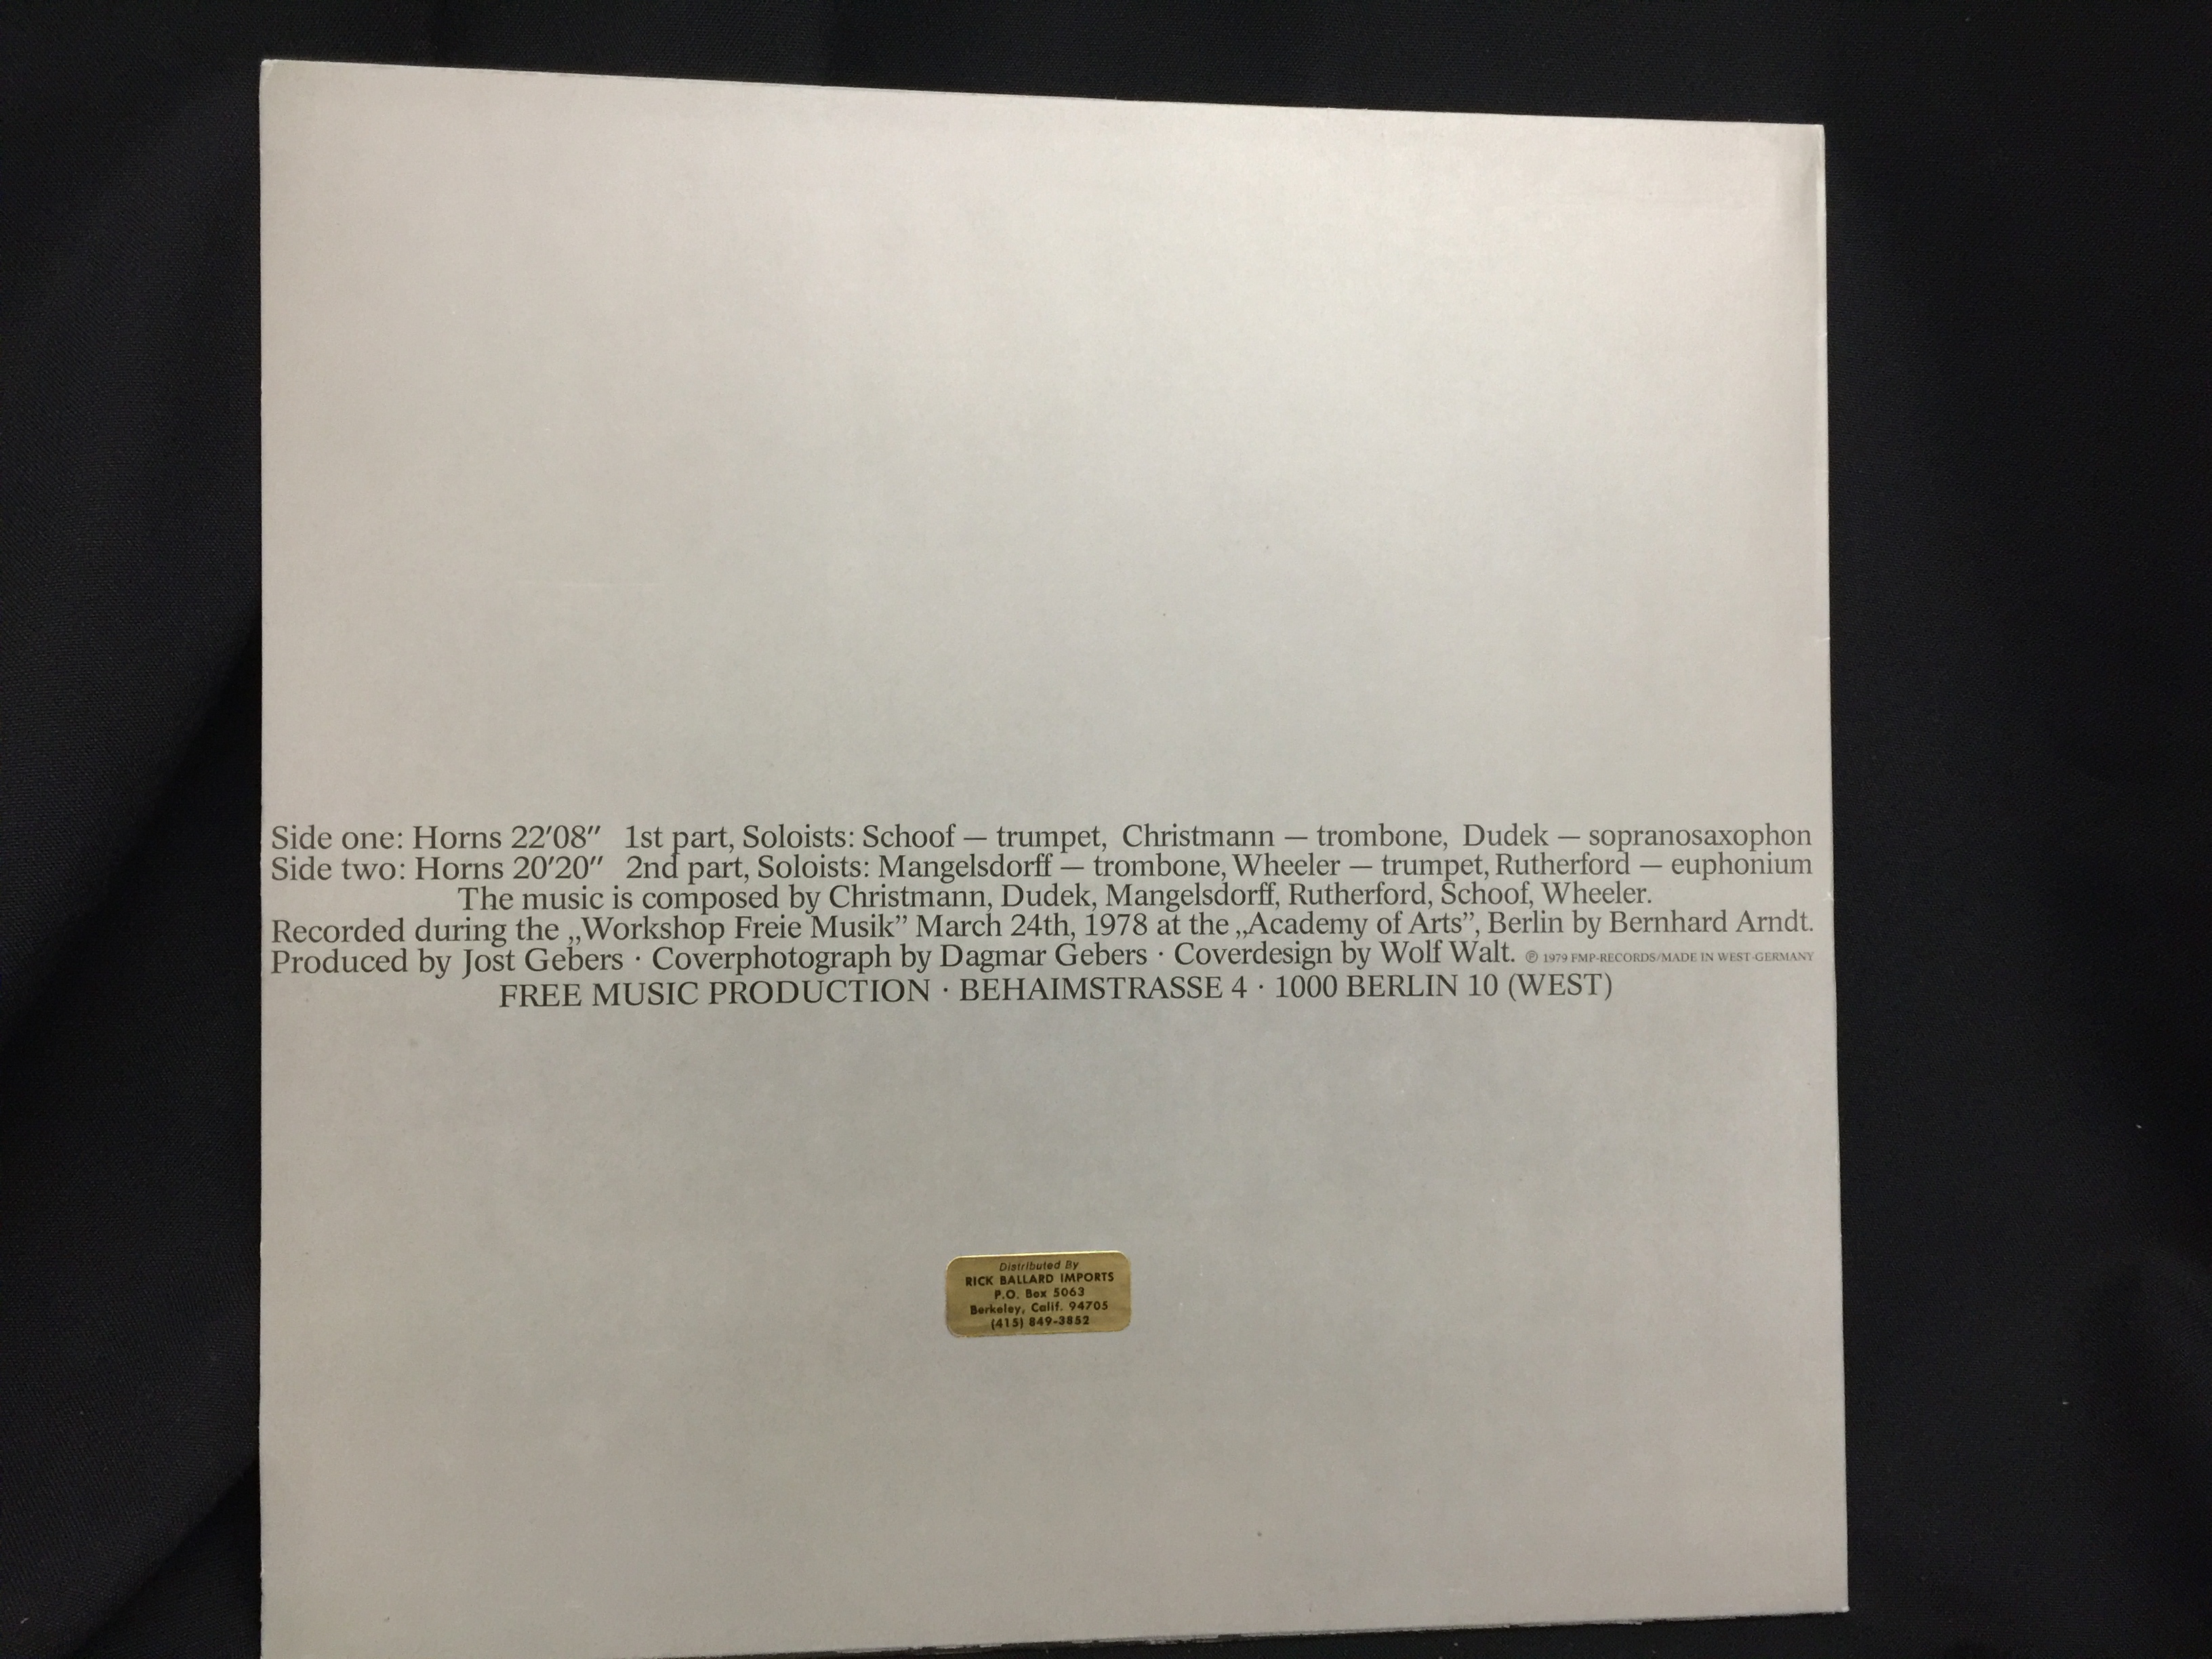 Side one: Horns 22′08″ 1st part, Soloists: Schoof — trumpet, Christmann — trombone, Dudek — sopranosaxophon
Side two: Horns 20′20″ 2nd part, Soloists: Mangelsdorff — trombone, Wheeler — trumpet, Rutherford — euphonium
The music is composed by Christmann, Dudek, Mangelsdorff, Rutherford, Schoof, Wheeler.
Recorded during the „Workshop Freie Musik” March 24th, 1978 at the „Academy of Arts”, Berlin by Bernhard Arndt.
Produced by Jost Gebers · Coverphotograph by Dagmar Gebers · Coverdesign by Wolf Walt. ℗ 1979 FMP-RECORDS/MADE IN WEST-GERMANY
FREE MUSIC PRODUCTION · BEHAIMSTRASSE 4 · 1000 BERLIN 10 (WEST)
Distributed By
RICK BALLARD IMPORTS
P.O. Box 5063
Berkeley, Calif. 94705
(415) 849-3852